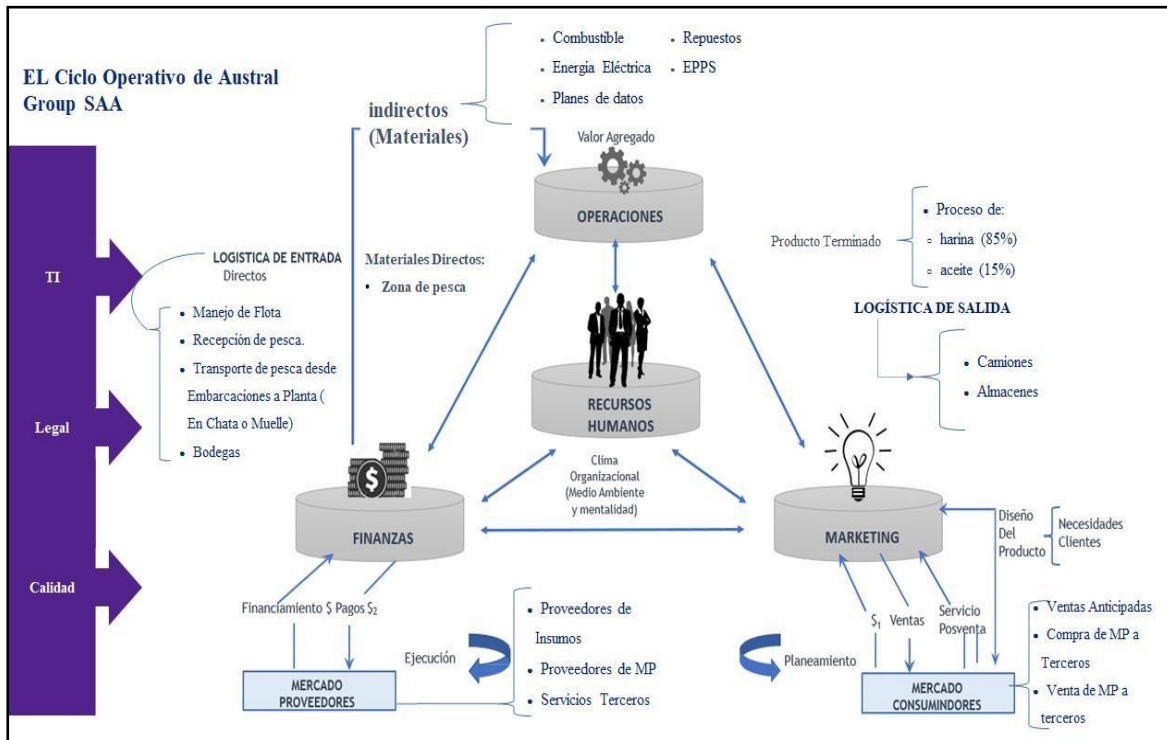 EL Ciclo Operativo de Austral
Group SAA
indirectos
(Materiales)
• Combustible
• Energía Eléctrica
• Planes de datos
• Repuestos
• EPPS
Valor Agregado
OPERACIONES
TI
Legal
Calidad
LOGISTICA DE ENTRADA
Directos
• Manejo de Flota
• Recepción de pesca.
• Transporte de pesca desde
Embarcaciones a Planta (
En Chata o Muelle)
• Bodegas
Materiales Directos:
• Zona de pesca
Producto Terminado
• Proceso de:
▫ harina (85%)
▫ aceite (15%)
LOGÍSTICA DE SALIDA
• Camiones
• Almacenes
RECURSOS
HUMANOS
Clima
Organizacional
(Medio Ambiente
y mentalidad)
$
FINANZAS
MARKETING
Diseño
Del
Producto
Necesidades
Clientes
Financiamiento $ Pagos $2
Ejecución
• Proveedores de
Insumos
• Proveedores de MP
• Servicios Terceros
MERCADO
PROVEEDORES
Planeamiento
$1
Ventas
Servicio
Posventa
MERCADO
CONSUMINDORES
• Ventas Anticipadas
• Compra de MP a
Terceros
• Venta de MP a
terceros